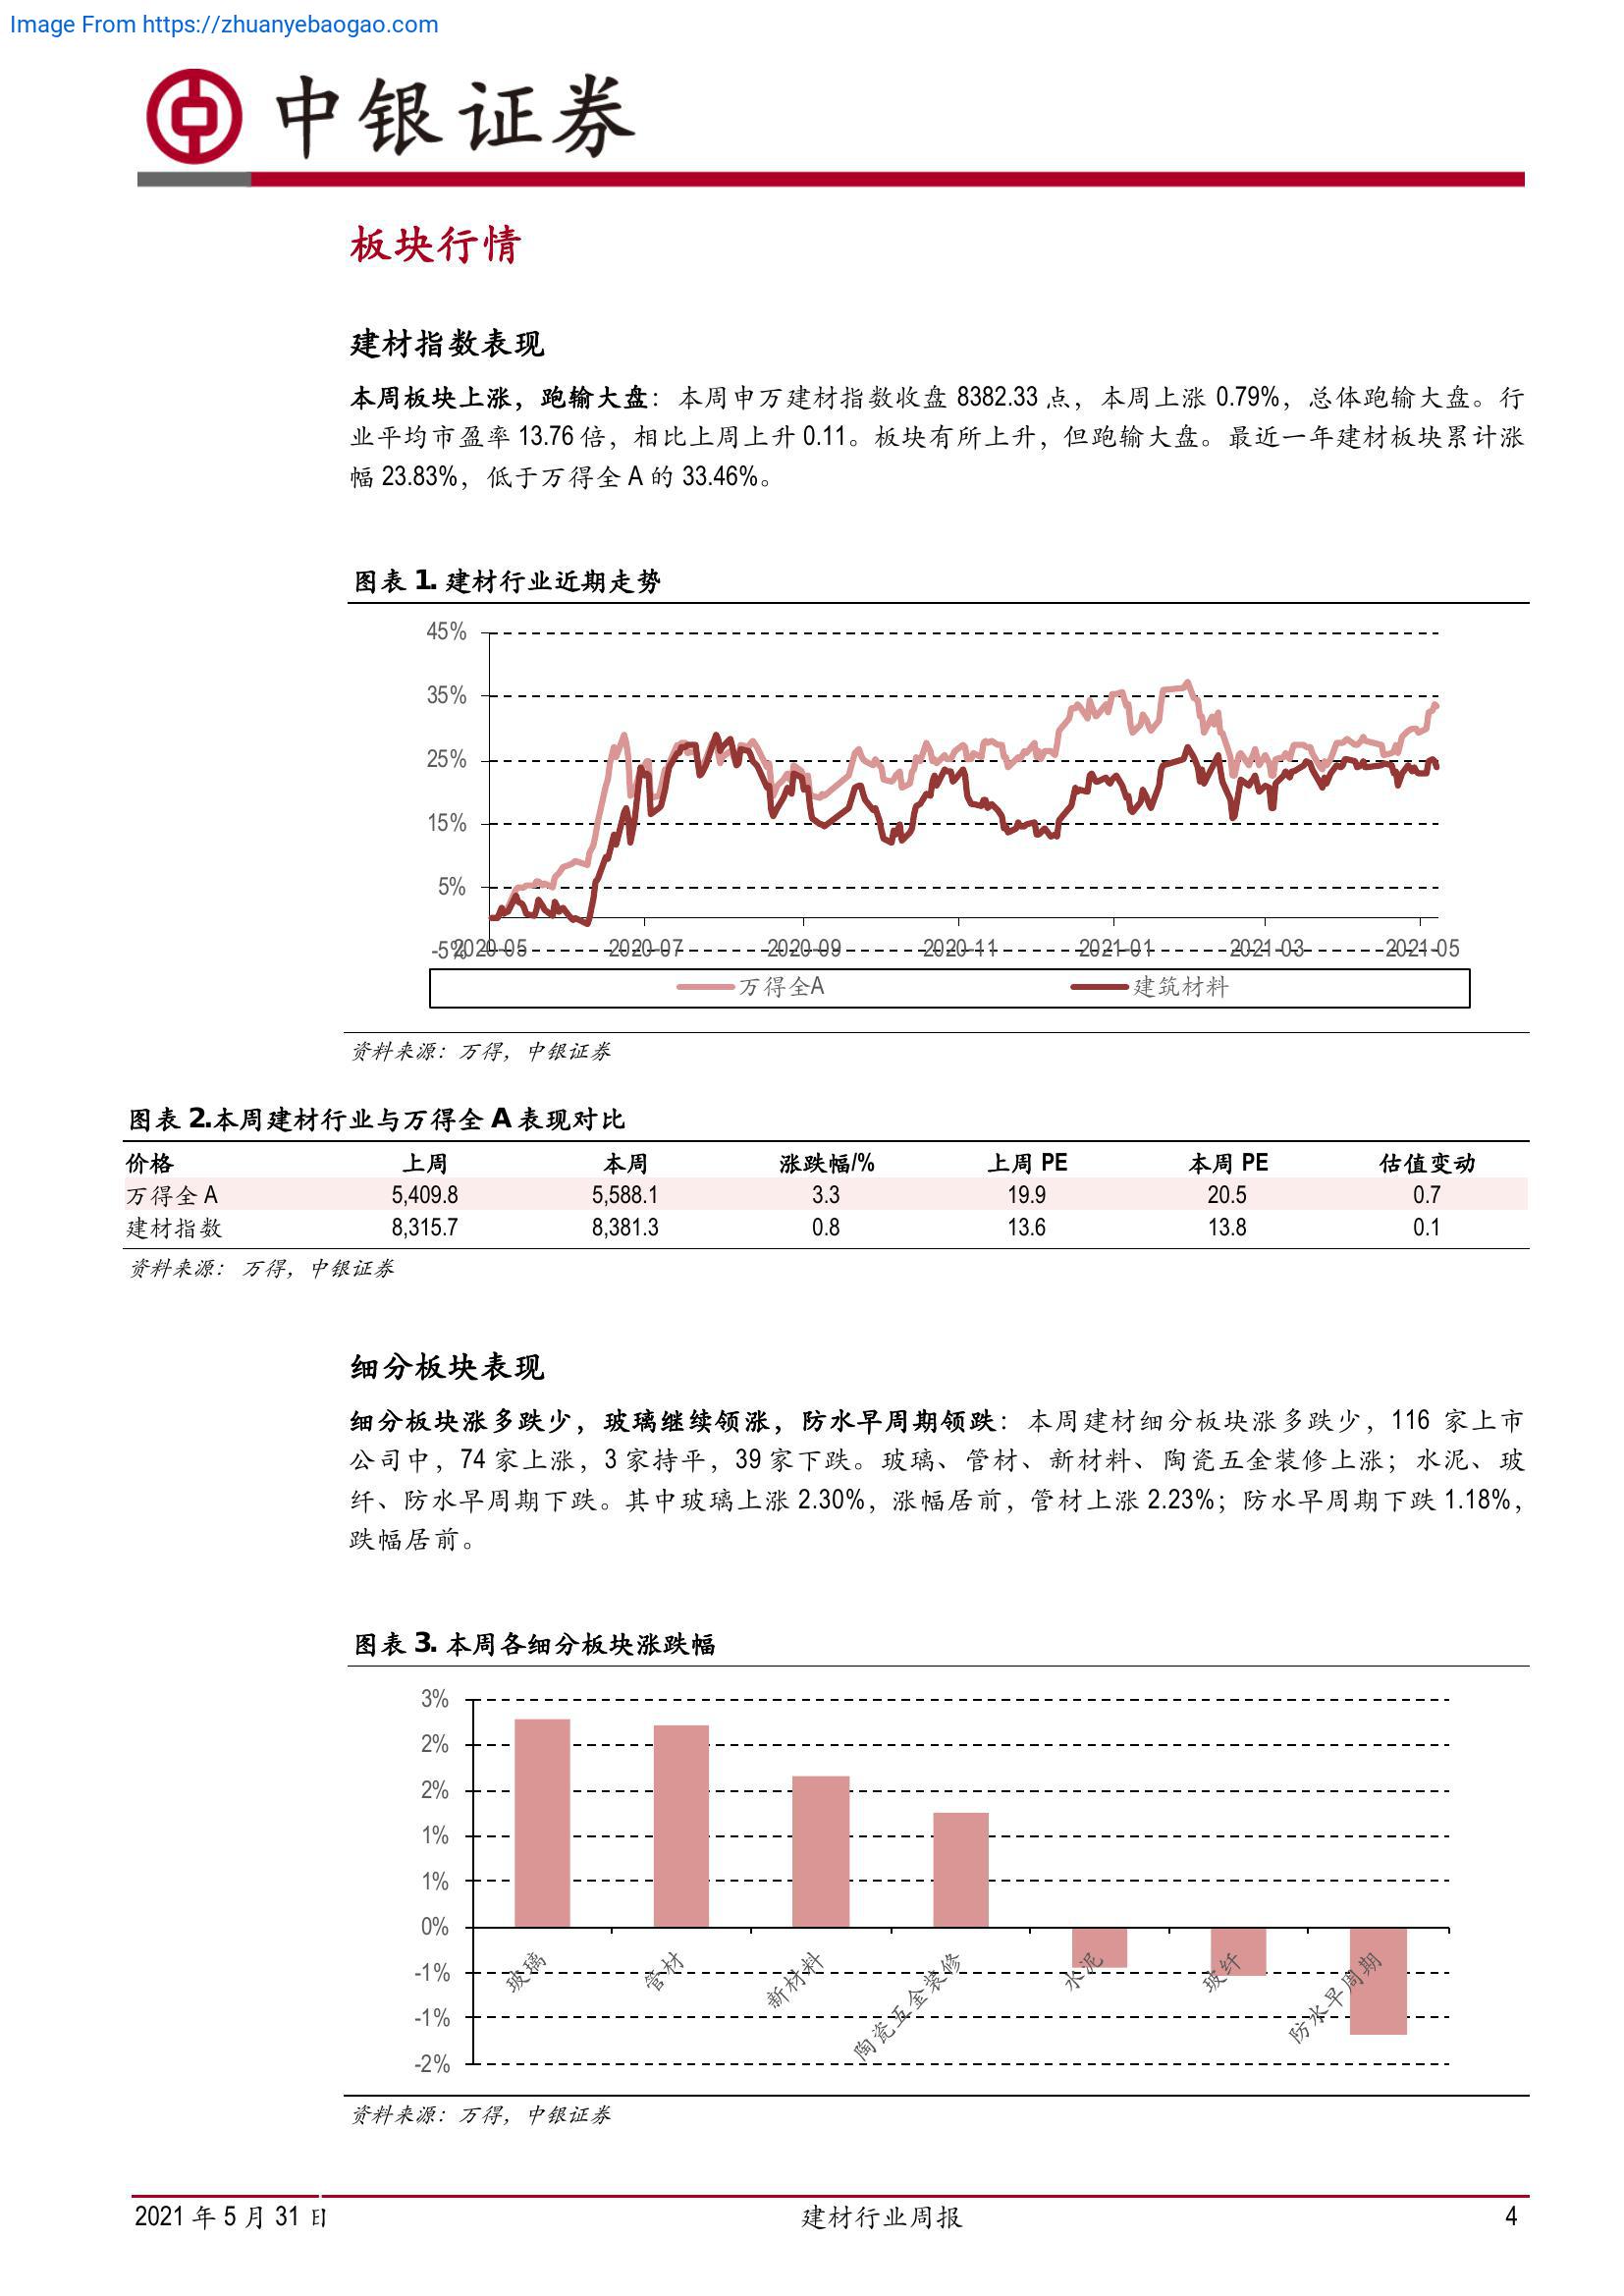 Image From https://zhuanyebaogao.com
中银证券
板块行情
建材指数表现
本周板块上涨，跑输大盘：本周申万建材指数收盘 8382.33 点，本周上涨 0.79%，总体跑输大盘。行
业平均市盈率 13.76 倍，相比上周上升 0.11。板块有所上升，但跑输大盘。最近一年建材板块累计涨
幅 23.83%，低于万得全 A 的 33.46%。
图表 1. 建材行业近期走势
45%
35%
25%
15%
5%
-5%
2020-05 2020-07 2020-09 2020-11 2021-01 2021-03 2021-05
万得全A 建筑材料
资料来源：万得，中银证券
图表 2.本周建材行业与万得全 A 表现对比
价格 上周 本周 涨跌幅/% 上周 PE 本周 PE 估值变动
万得全 A 5,409.8 5,588.1 3.3 19.9 20.5 0.7
建材指数 8,315.7 8,381.3 0.8 13.6 13.8 0.1
资料来源： 万得，中银证券
细分板块表现
细分板块涨多跌少，玻璃继续领涨，防水早周期领跌：本周建材细分板块涨多跌少，116 家上市
公司中，74 家上涨，3 家持平，39 家下跌。玻璃、管材、新材料、陶瓷五金装修上涨；水泥、玻
纤、防水早周期下跌。其中玻璃上涨 2.30%，涨幅居前，管材上涨 2.23%；防水早周期下跌 1.18%，
跌幅居前。
图表 3. 本周各细分板块涨跌幅
3%
2%
2%
1%
1%
0%
-1%
-1%
-2%
玻璃 管材 新材料 陶瓷五金装修 水泥 玻纤 防水早周期
资料来源：万得，中银证券
2021 年 5 月 31 日 建材行业周报 4